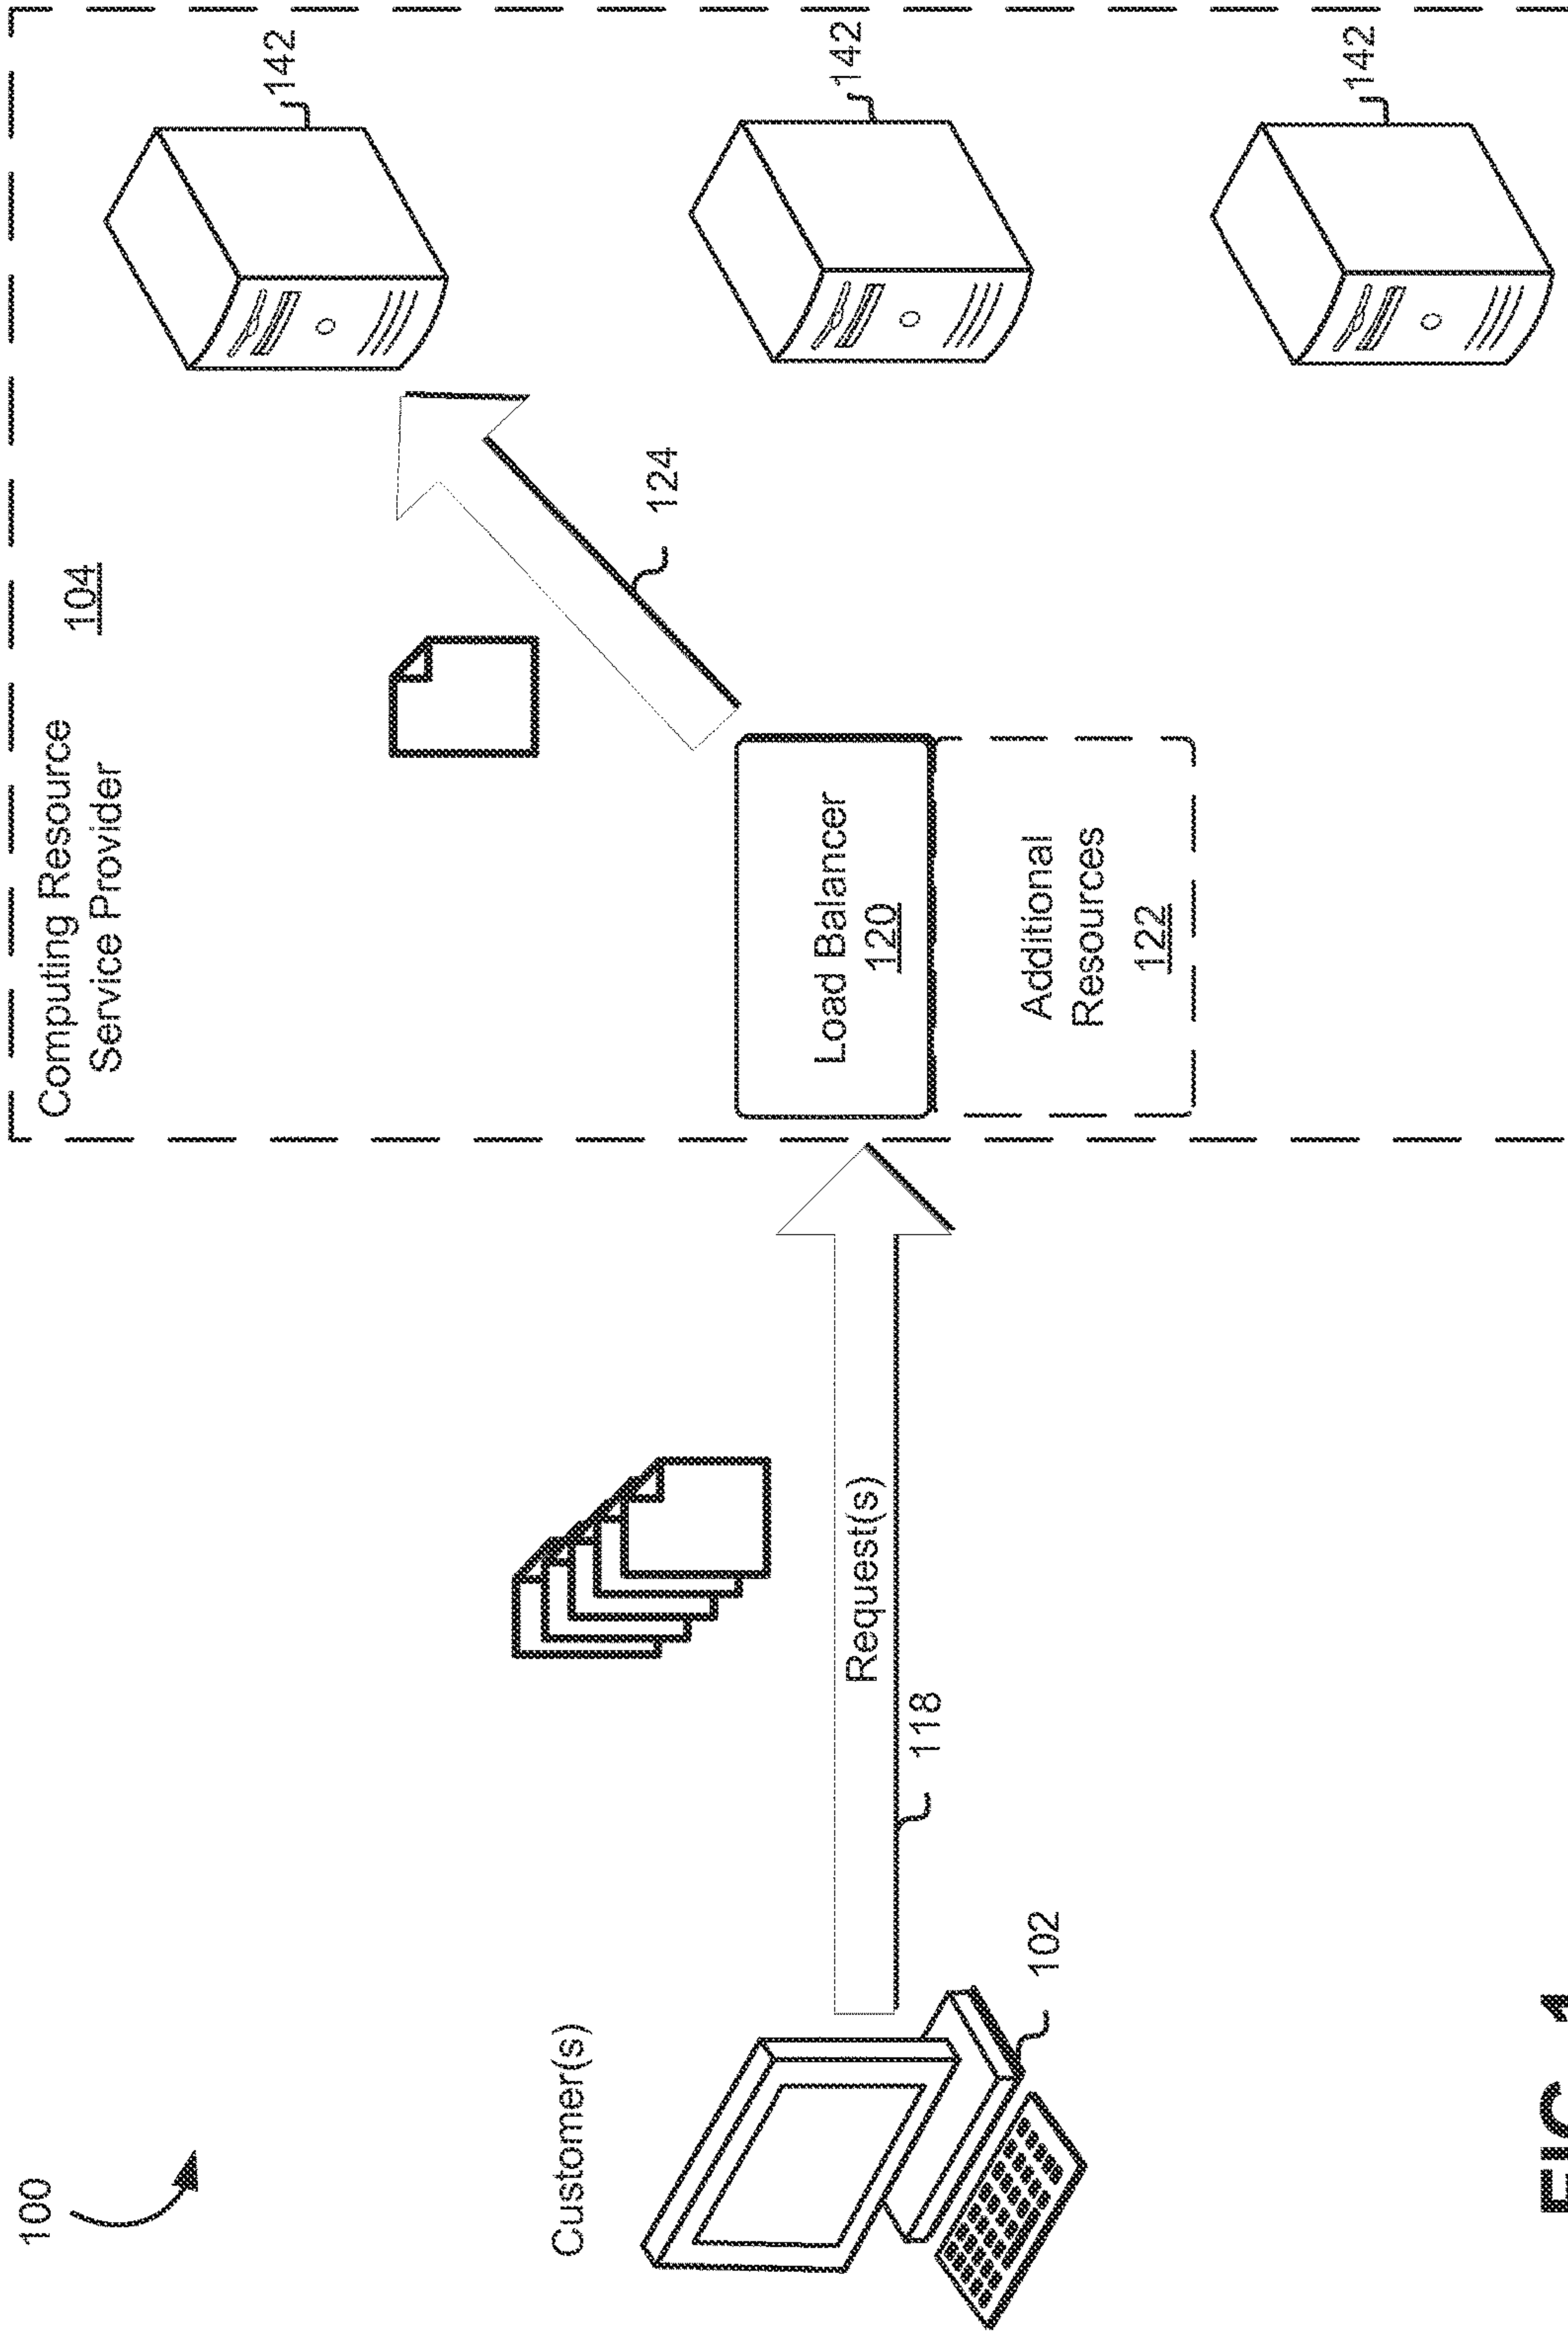 100
Computing Resource
Service Provider
104
Customer(s)
102
Request(s)
118
Load Balancer
120
Additional
Resources
122
124
142
142
142